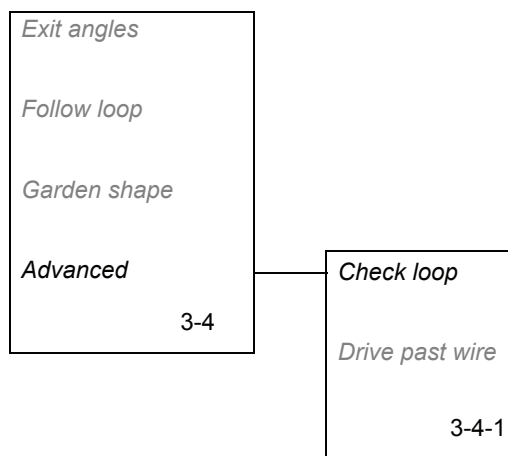 Exit angles
Follow loop
Garden shape
Advanced
3-4
Check loop
Drive past wire
3-4-1